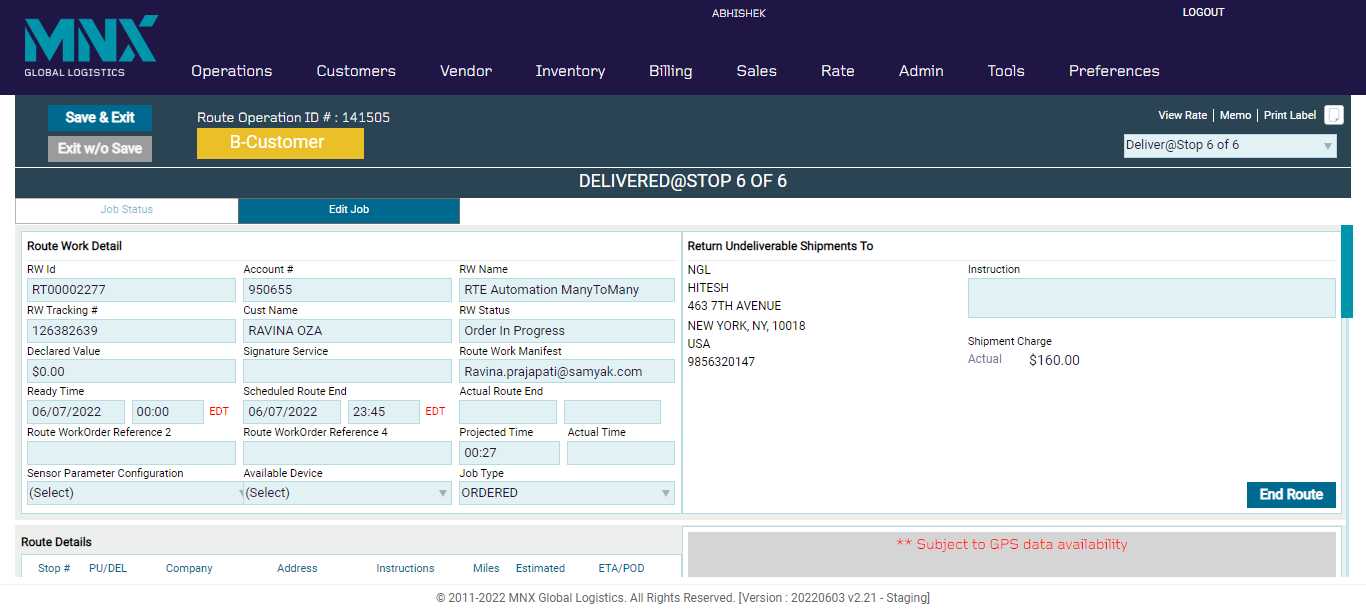 MNX
GLOBAL LOGISTICS
ABHISHEK
LOGOUT
Operations Customers Vendor Inventory Billing Sales Rate Admin Tools Preferences
Save & Exit
Exit w/o Save
Route Operation ID # : 141505
B-Customer
View Rate | Memo | Print Label
Deliver@Stop 6 of 6
DELIVERED@STOP 6 OF 6
Job Status Edit Job
Route Work Detail
RW Id Account # RW Name
RT00002277 950655 RTE Automation ManyToMany
RW Tracking # Cust Name RW Status
126382639 RAVINA OZA Order In Progress
Declared Value Signature Service Route Work Manifest
$0.00 Ravina.prajapati@samyak.com
Ready Time Scheduled Route End Actual Route End
06/07/2022 00:00 EDT 06/07/2022 23:45 EDT
Route WorkOrder Reference 2 Route WorkOrder Reference 4 Projected Time Actual Time
00:27
Sensor Parameter Configuration Available Device Job Type
(Select) (Select) ORDERED
Return Undeliverable Shipments To
NGL
HITESH
463 7TH AVENUE
NEW YORK, NY, 10018
USA
9856320147
Instruction
Shipment Charge
Actual $160.00
End Route
Route Details
Stop # PU/DEL Company Address Instructions Miles Estimated ETA/POD
** Subject to GPS data availability
© 2011-2022 MNX Global Logistics. All Rights Reserved. [Version : 20220603 v2.21 - Staging]